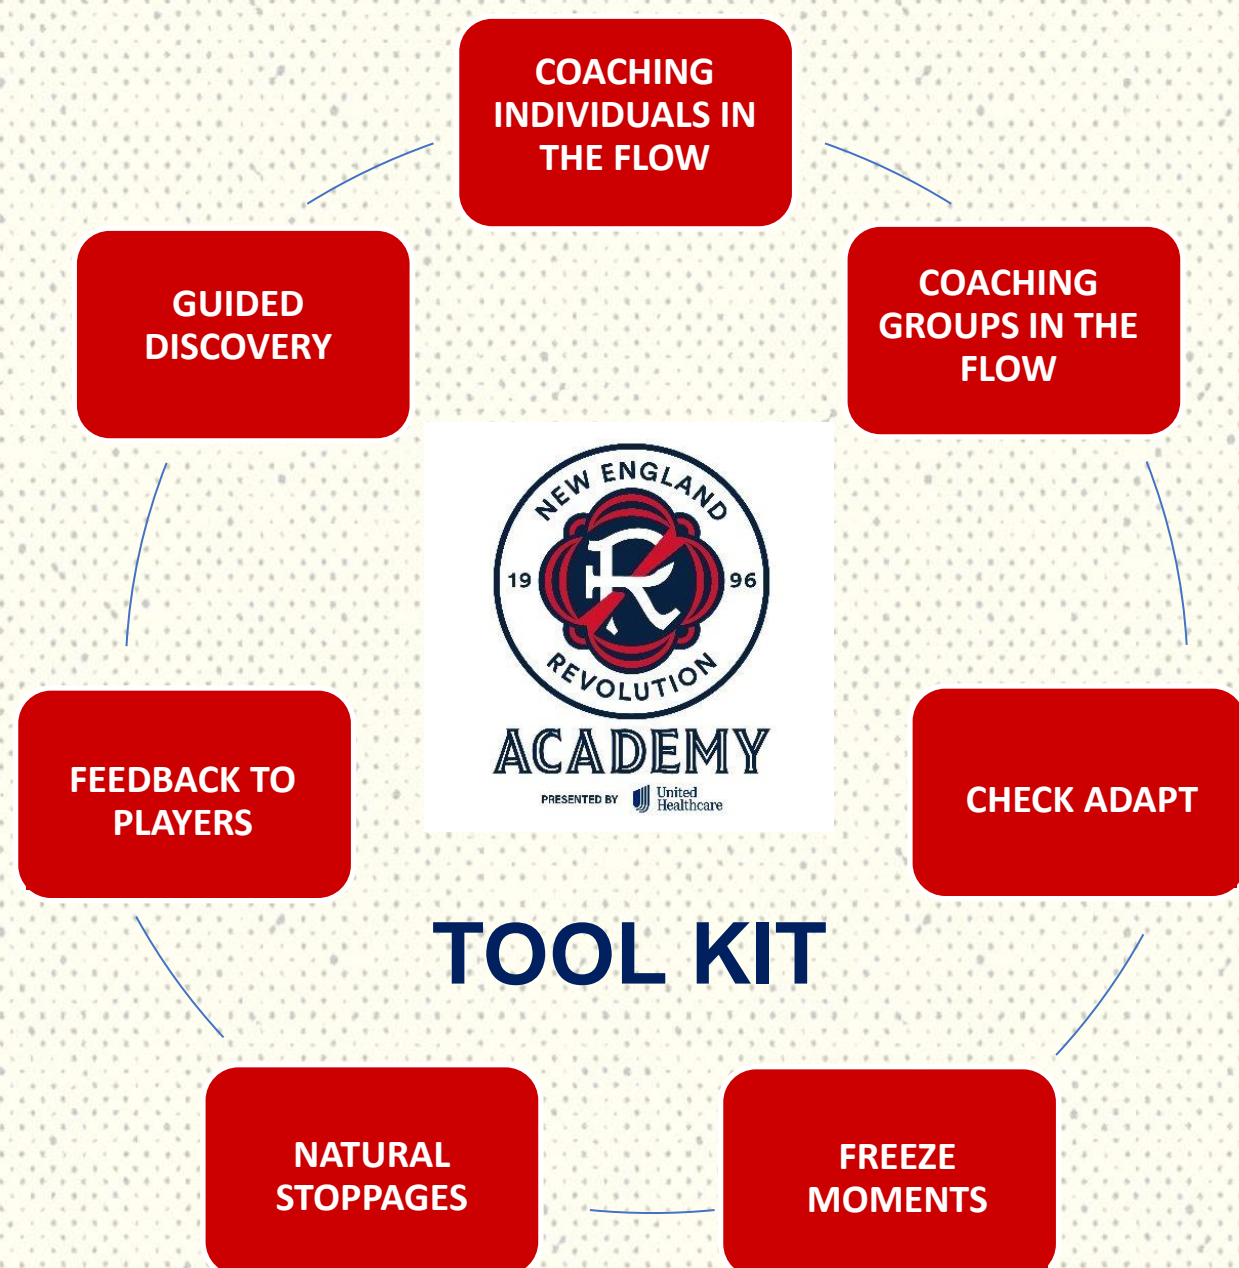 COACHING
INDIVIDUALS IN
THE FLOW
COACHING
GROUPS IN THE
FLOW
GUIDED
DISCOVERY
NEW ENGLAND
19
96
REVOLUTION
ACADEMY
PRESENTED BY
United
Healthcare
FEEDBACK TO
PLAYERS
CHECK ADAPT
TOOL KIT
NATURAL
STOPPAGES
FREEZE
MOMENTS